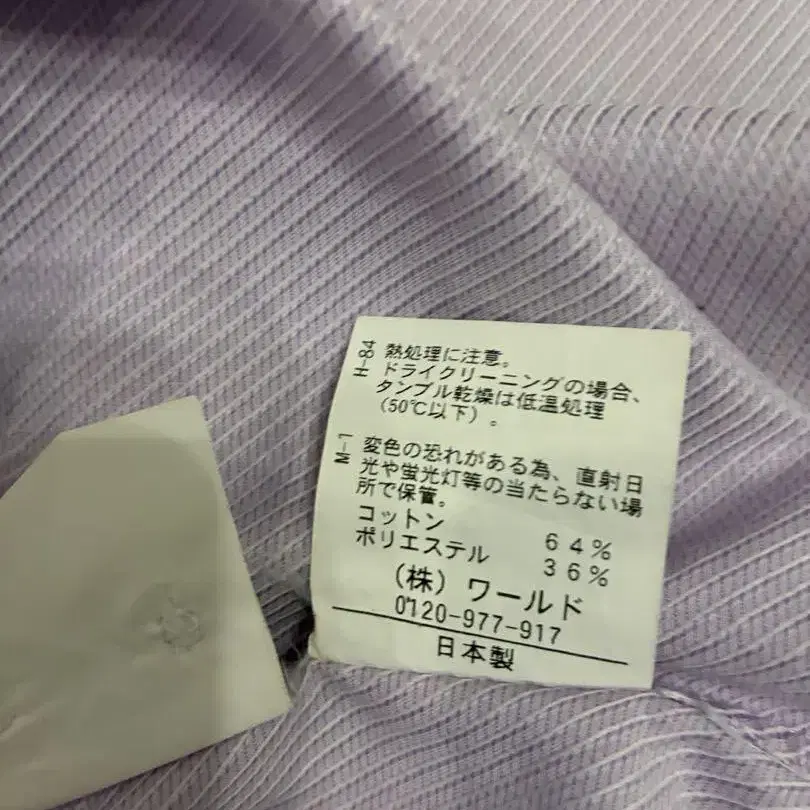 H-84 熱処理に注意。
ドライクリーニングの場合、
タンブル乾燥は低温処理
(50℃以下)。
M-1 変色の恐れがある為、直射日
光や蛍光灯等の当たらない場
所で保管。
コットン 64%
ポリエステル 36%
(株)ワールド
0120-977-917
日本製